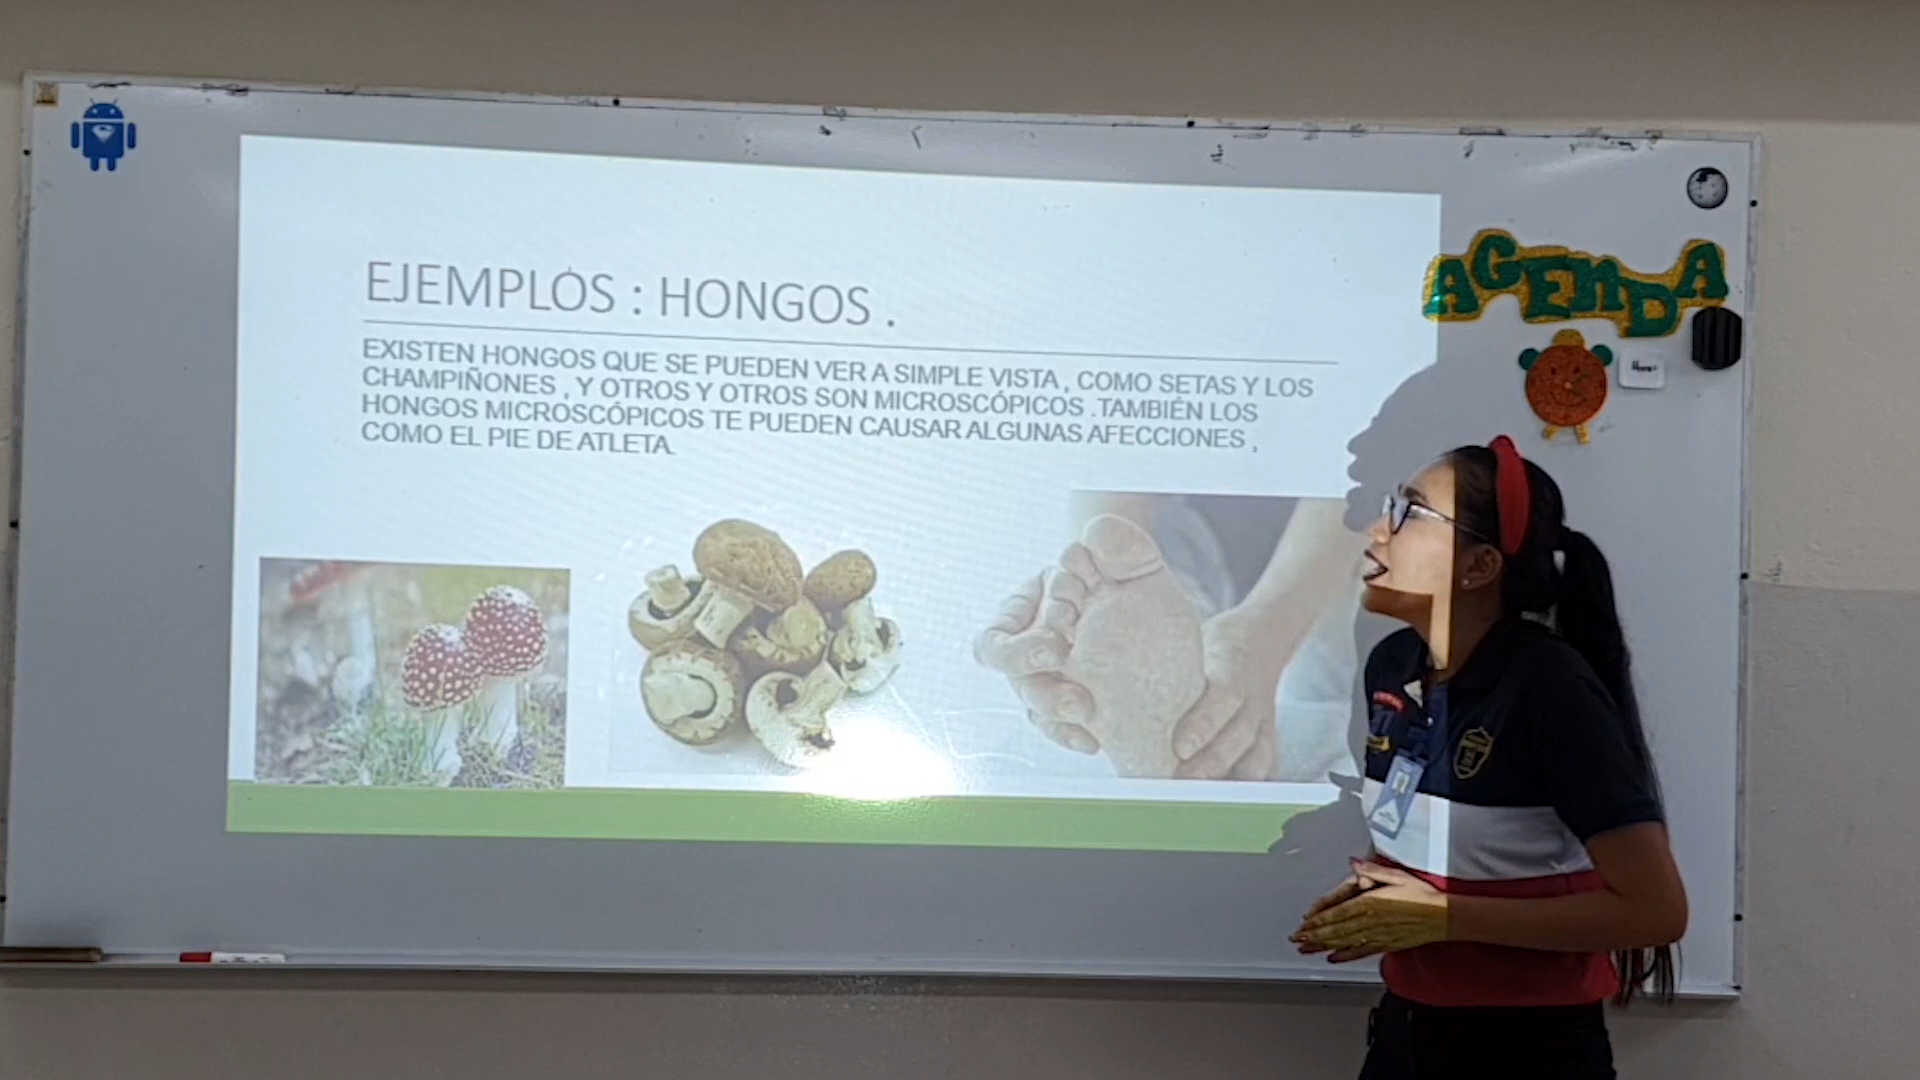 EJEMPLOS : HONGOS .
EXISTEN HONGOS QUE SE PUEDEN VER A SIMPLE VISTA , COMO SETAS Y LOS
CHAMPIÑONES , Y OTROS Y OTROS SON MICROSCÓPICOS .TAMBIÉN LOS
HONGOS MICROSCÓPICOS TE PUEDEN CAUSAR ALGUNAS AFECCIONES ,
COMO EL PIE DE ATLETA.
AGENDA